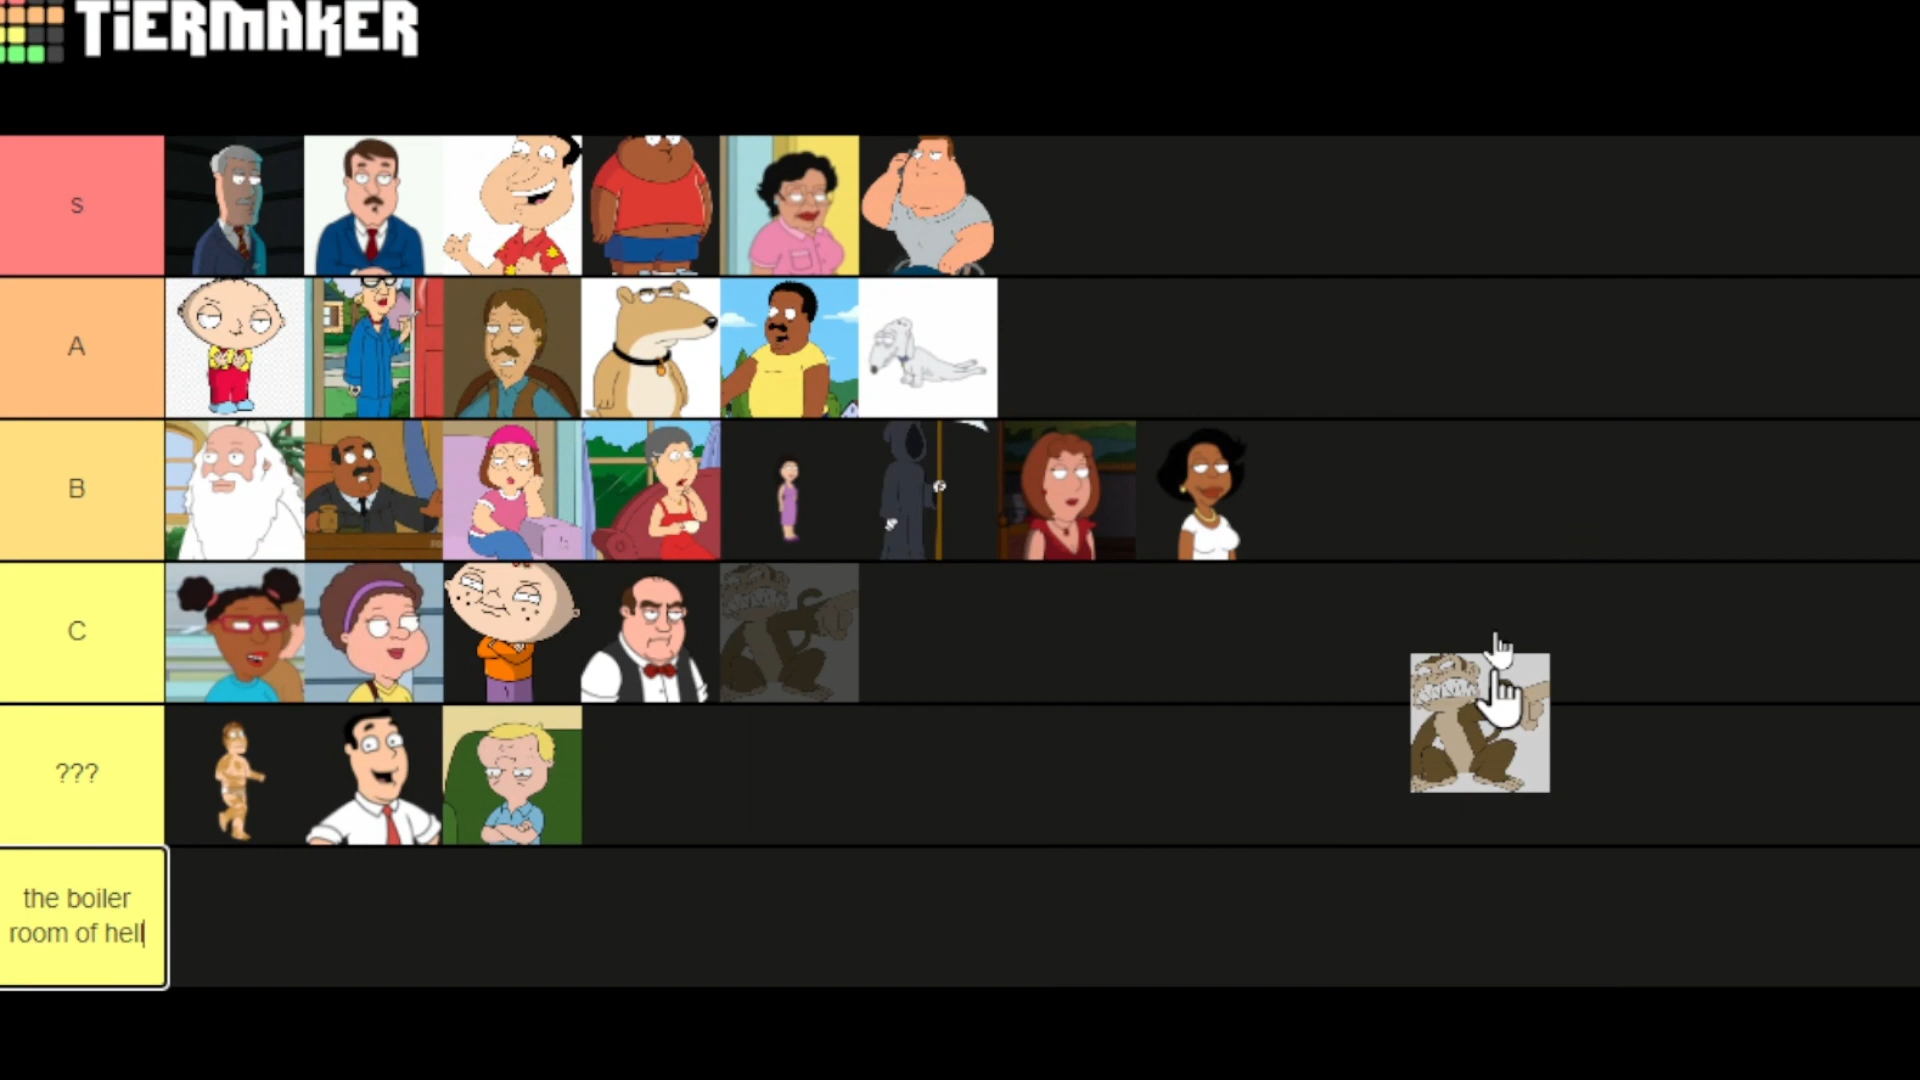 TiERMAKER
S
A
B
C
???
the boiler
room of hell